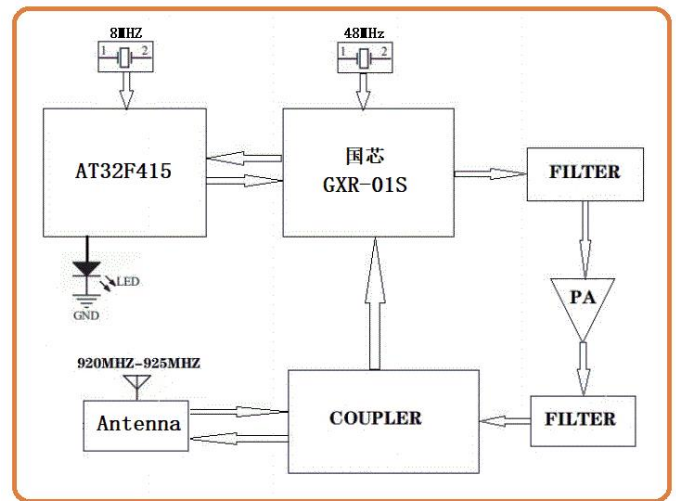 8MHZ
48MHz
1 2
1 2
AT32F415
国芯
GXR-01S
FILTER
LED
GND
PA
920MHZ-925MHZ
Antenna
COUPLER
FILTER